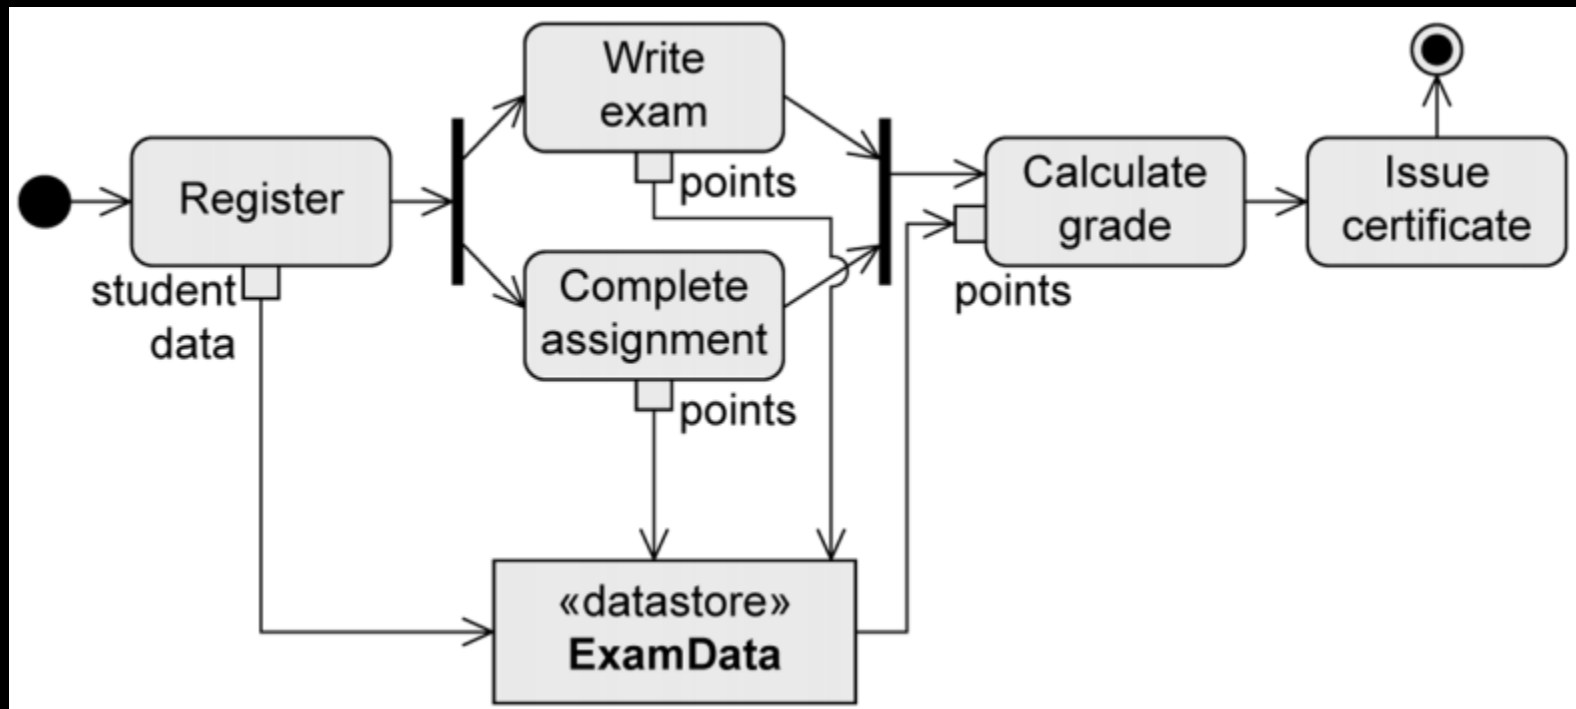 Write
exam
points
Register
student
data
Complete
assignment
points
Calculate
grade
points
Issue
certificate
«datastore»
ExamData